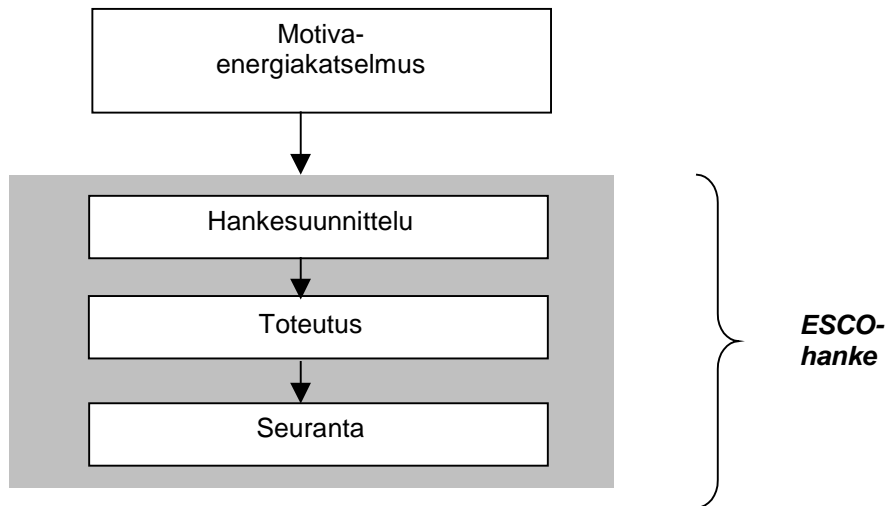 Motiva-
energiakatselmus
Hankesuunnittelu
Toteutus
Seuranta
ESCO-
hanke